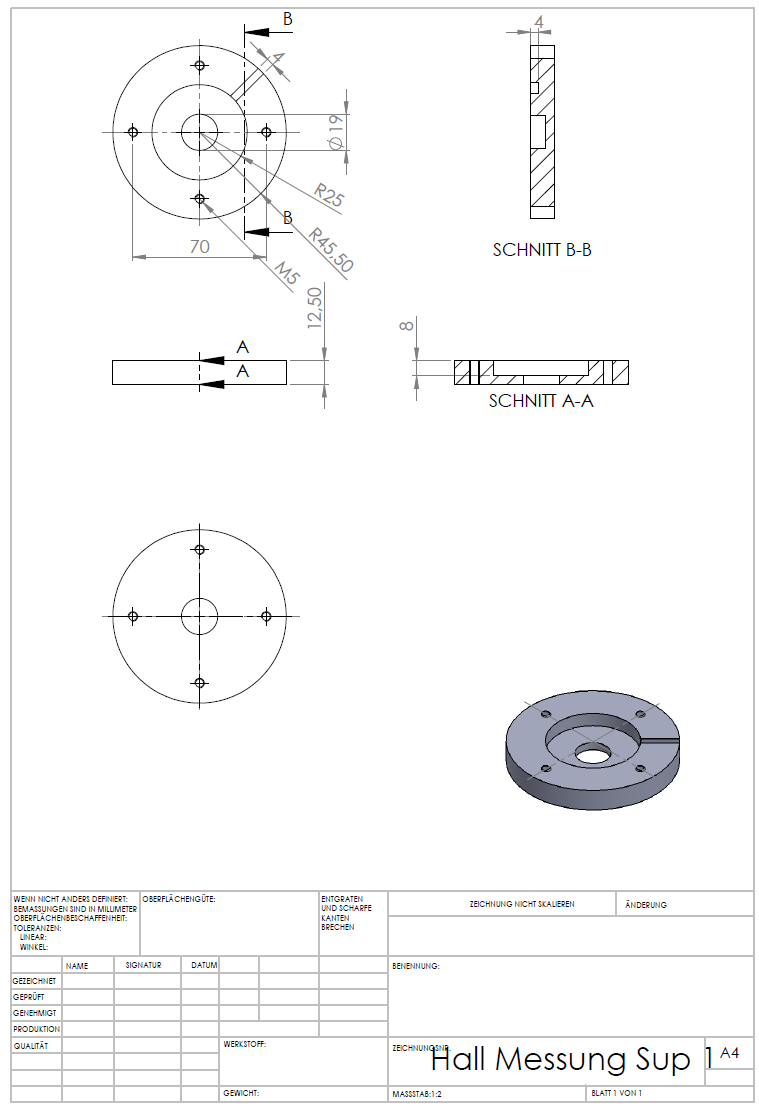 B
4
4
Ø19
R25
B
R45,50
70
M5
SCHNITT B-B
12,50
8
A
A
SCHNITT A-A
WENN NICHT ANDERS DEFINIERT:
BEMASSUNGEN SIND IN MILLIMETER
OBERFLÄCHENBESCHAFFENHEIT:
TOLERANZEN:
LINEAR:
WINKEL:
OBERFLÄCHENGÜTE:
ENTGRATEN
UND SCHARFE
KANTEN
BRECHEN
ZEICHNUNG NICHT SKALIEREN
ÄNDERUNG
NAME
SIGNATUR
DATUM
BENENNUNG:
GEZEICHNET
GEPRÜFT
GENEHMIGT
PRODUKTION
QUALITÄT
WERKSTOFF:
ZEICHNUNGSNR.
Hall Messung Sup 1
A4
GEWICHT:
MASSSTAB:1:2
BLATT 1 VON 1